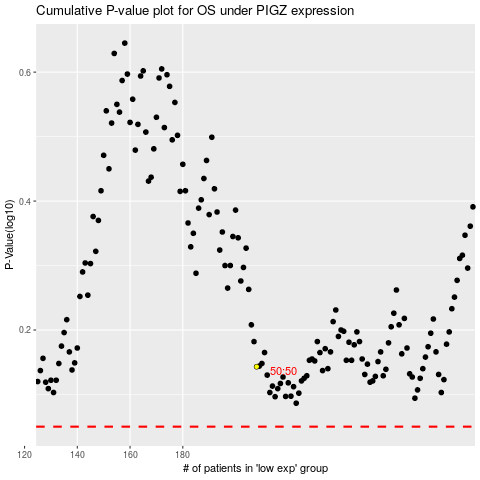 Cumulative P-value plot for OS under PIGZ expression
P-Value(log10)
0.6
0.4
0.2
50:50
120 140 160 180
# of patients in 'low exp' group